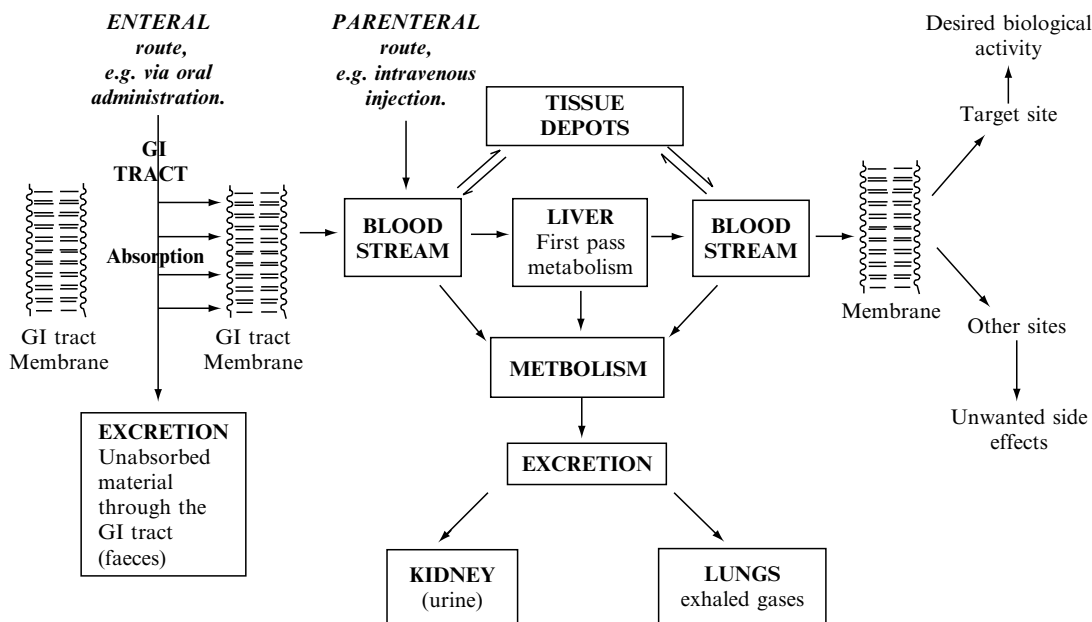 ENTERAL
route,
e.g. via oral
administration.
PARENTERAL
route,
e.g. intravenous
injection.
TISSUE
DEPOTS
Desired biological
activity
Target site
GI
TRACT
Absorption
GI tract
Membrane
GI tract
Membrane
BLOOD
STREAM
LIVER
First pass
metabolism
BLOOD
STREAM
Membrane
Other sites
Unwanted side
effects
METBOLISM
EXCRETION
Unabsorbed
material
through the
GI tract
(faeces)
EXCRETION
KIDNEY
(urine)
LUNGS
exhaled gases